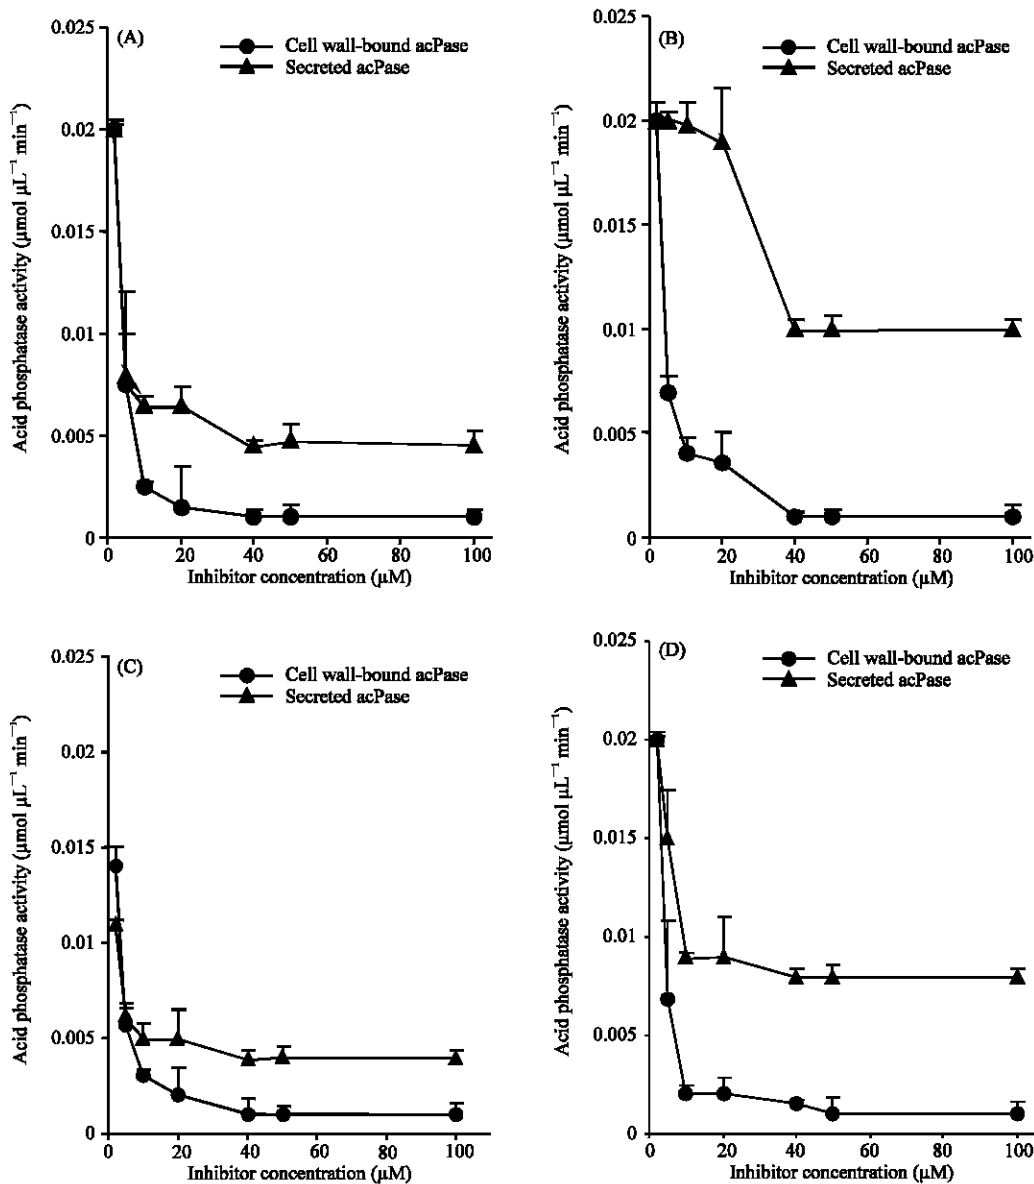 (A)
Cell wall-bound acPase
Secreted acPase
Acid phosphatase activity (µmol µL⁻¹ min⁻¹)
0.025
0.02
0.015
0.010
0.005
0
0 20 40 60 80 100
Inhibitor concentration (µM)
(B)
Cell wall-bound acPase
Secreted acPase
Acid phosphatase activity (µmol µL⁻¹ min⁻¹)
0.025
0.02
0.015
0.010
0.005
0
0 20 40 60 80 100
Inhibitor concentration (µM)
(C)
Cell wall-bound acPase
Secreted acPase
Acid phosphatase activity (µmol µL⁻¹ min⁻¹)
0.025
0.02
0.015
0.01
0.005
0
0 20 40 60 80 100
Inhibitor concentration (µM)
(D)
Cell wall-bound acPase
Secreted acPase
Acid phosphatase activity (µmol µL⁻¹ min⁻¹)
0.025
0.02
0.015
0.01
0.005
0
0 20 40 60 80 100
Inhibitor concentration (µM)